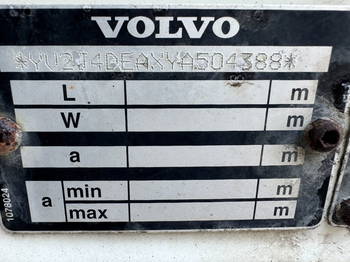 VOLVO
*YV2J4DEAXYA504388*
L m
W m
a m
a min m
max m
1078024